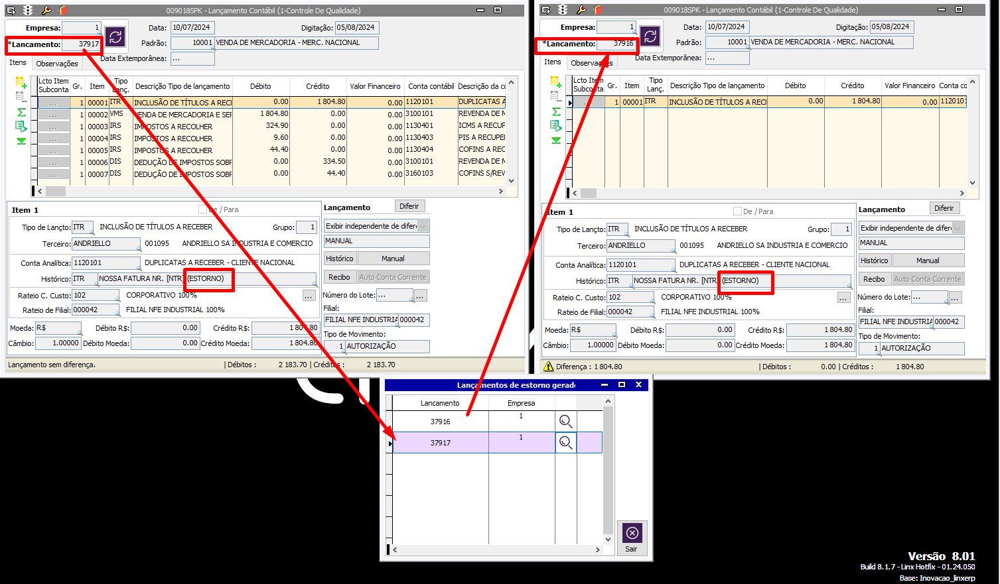 009018SPK - Lançamento Contábil (1-Controle De Qualidade)
Empresa: 1
Data: 10/07/2024
Digitação: 05/08/2024
*Lancamento: 37917
Padrão: 10001 VENDA DE MERCADORIA - MERC. NACIONAL
Data Extemporânea: ...
Itens
Observações
Lcto Item Subconta Gr. Item Tipo Lanç. Descrição Tipo de lançamento Débito Crédito Valor Financeiro Conta contábil Descrição da co
... 1 00001 ITR INCLUSÃO DE TÍTULOS A RECI 0.00 1 804.80 0.00 1120101 DUPLICATAS A
... 1 00002 VMS VENDA DE MERCADORIA E SEF 1 804.80 0.00 0.00 3100101 REVENDA DE M
... 1 00003 IRS IMPOSTOS A RECOLHER 324.90 0.00 0.00 1130401 ICMS A RECUP
... 1 00004 IRS IMPOSTOS A RECOLHER 9.60 0.00 0.00 1130403 PIS A RECUPE
... 1 00005 IRS IMPOSTOS A RECOLHER 44.40 0.00 0.00 1130404 COFINS A REC
... 1 00006 DIS DEDUÇÃO DE IMPOSTOS SOBF 0.00 334.50 0.00 3100101 REVENDA DE M
... 1 00007 DIS DEDUÇÃO DE IMPOSTOS SOBF 0.00 44.40 0.00 3160103 COFINS S/REV
Item 1
De / Para
Tipo de Lançto: ITR INCLUSÃO DE TÍTULOS A RECEBER Grupo: 1
Terceiro: ANDRIELLO 001095 ANDRIELLO SA INDUSTRIA E COMERCIO
Conta Analítica: 1120101 DUPLICATAS A RECEBER - CLIENTE NACIONAL
Histórico: ITR NOSSA FATURA NR. [NTR] (ESTORNO)
Rateio C. Custo: 102 CORPORATIVO 100% ...
Rateio de Filial: 000042 FILIAL NFE INDUSTRIAL 100%
Moeda: R$ Débito R$: 0.00 Crédito R$: 1 804.80
Câmbio: 1.00000 Débito Moeda: 0.00 Crédito Moeda: 1 804.80
Lançamento
Diferir
Exibir independente de difere
MANUAL
Histórico
Manual
Recibo
Auto Conta Corrente
Número do Lote: ... ...
Filial:
FILIAL NFE INDUSTRIA 000042
Tipo de Movimento:
1 AUTORIZAÇÃO
Lançamento sem diferença. | Débitos : 2 183.70 | Créditos : 2 183.70
009018SPK - Lançamento Contábil (1-Controle De Qualidade)
Empresa: 1
Data: 10/07/2024
Digitação: 05/08/2024
*Lancamento: 37916
Padrão: 10001 VENDA DE MERCADORIA - MERC. NACIONAL
Data Extemporânea: ...
Itens
Observações
Lcto Item Subconta Gr. Item Tipo Lanç. Descrição Tipo de lançamento Débito Crédito Valor Financeiro Conta co
1 00001 ITR INCLUSÃO DE TÍTULOS A RECI 0.00 1 804.80 0.00 1120101
Item 1
De / Para
Tipo de Lançto: ITR INCLUSÃO DE TÍTULOS A RECEBER Grupo: 1
Terceiro: ANDRIELLO 001095 ANDRIELLO SA INDUSTRIA E COMERCIO
Conta Analítica: 1120101 DUPLICATAS A RECEBER - CLIENTE NACIONAL
Histórico: ITR NOSSA FATURA NR. [NTR] (ESTORNO)
Rateio C. Custo: 102 CORPORATIVO 100% ...
Rateio de Filial: 000042 FILIAL NFE INDUSTRIAL 100%
Moeda: R$ Débito R$: 0.00 Crédito R$: 1 804.80
Câmbio: 1.00000 Débito Moeda: 0.00 Crédito Moeda: 1 804.80
Lançamento
Diferir
Exibir independente de difere
MANUAL
Histórico
Manual
Recibo
Auto Conta Corrente
Número do Lote: ... ...
Filial:
FILIAL NFE INDUSTRIA 000042
Tipo de Movimento:
1 AUTORIZAÇÃO
Diferença : 1 804.80 | Débitos : 0.00 | Créditos : 1 804.80
Lançamentos de estorno gerado
Lancamento Empresa
37916 1
37917 1
Sair
Versão 8.01
Build 8.1.7 - Linx Hotfix - 01.24.050
Base: Inovacao_linxerp